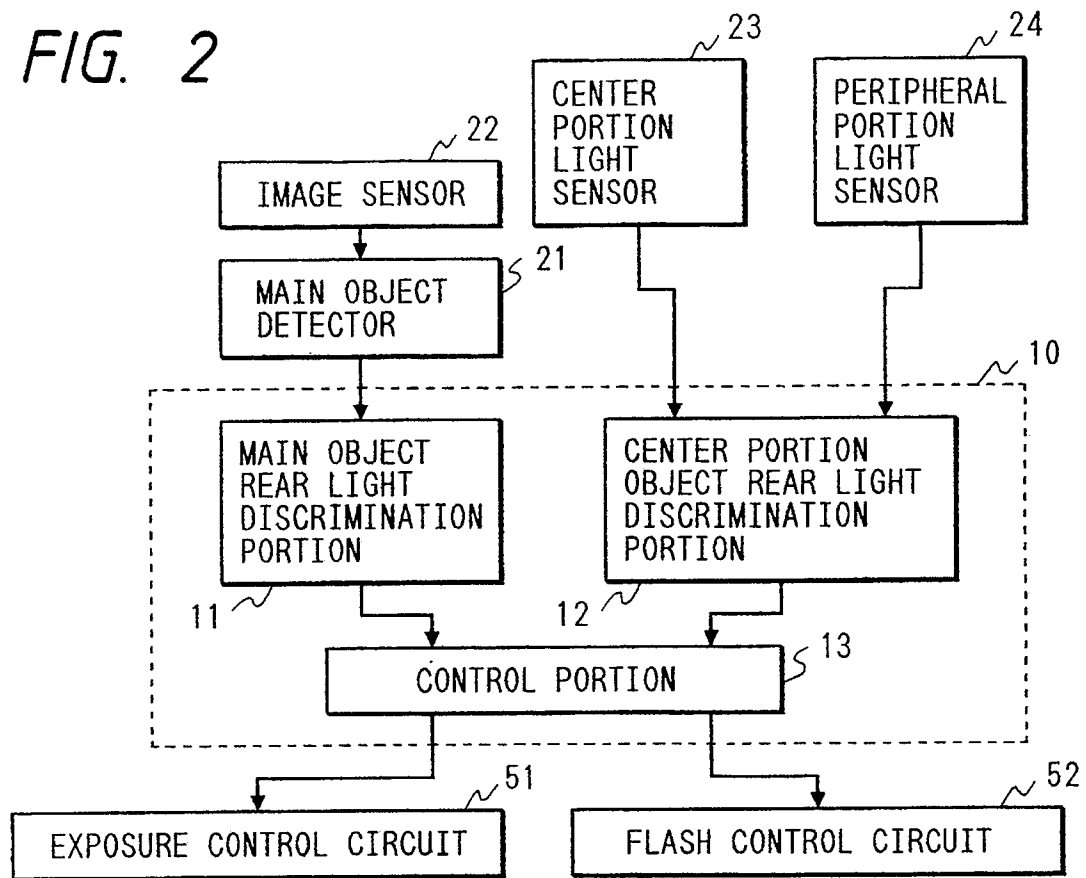 FIG. 2
23
24
CENTER
PORTION
LIGHT
SENSOR
PERIPHERAL
PORTION
LIGHT
SENSOR
22
IMAGE SENSOR
21
MAIN OBJECT
DETECTOR
10
MAIN OBJECT
REAR LIGHT
DISCRIMINATION
PORTION
CENTER PORTION
OBJECT REAR LIGHT
DISCRIMINATION
PORTION
11
12
13
CONTROL PORTION
51
52
EXPOSURE CONTROL CIRCUIT
FLASH CONTROL CIRCUIT